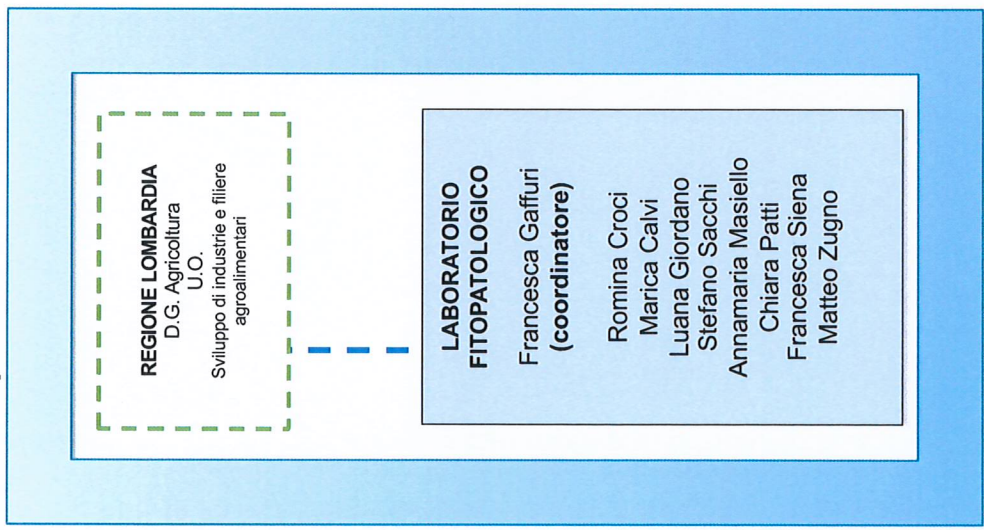 REGIONE LOMBARDIA
D.G. Agricoltura
U.O.
Sviluppo di industrie e filiere
agroalimentari
LABORATORIO
FITOPATOLOGICO
Francesca Gaffuri
(coordinatore)
Romina Croci
Marica Calvi
Luana Giordano
Stefano Sacchi
Annamaria Masiello
Chiara Patti
Francesca Siena
Matteo Zugno